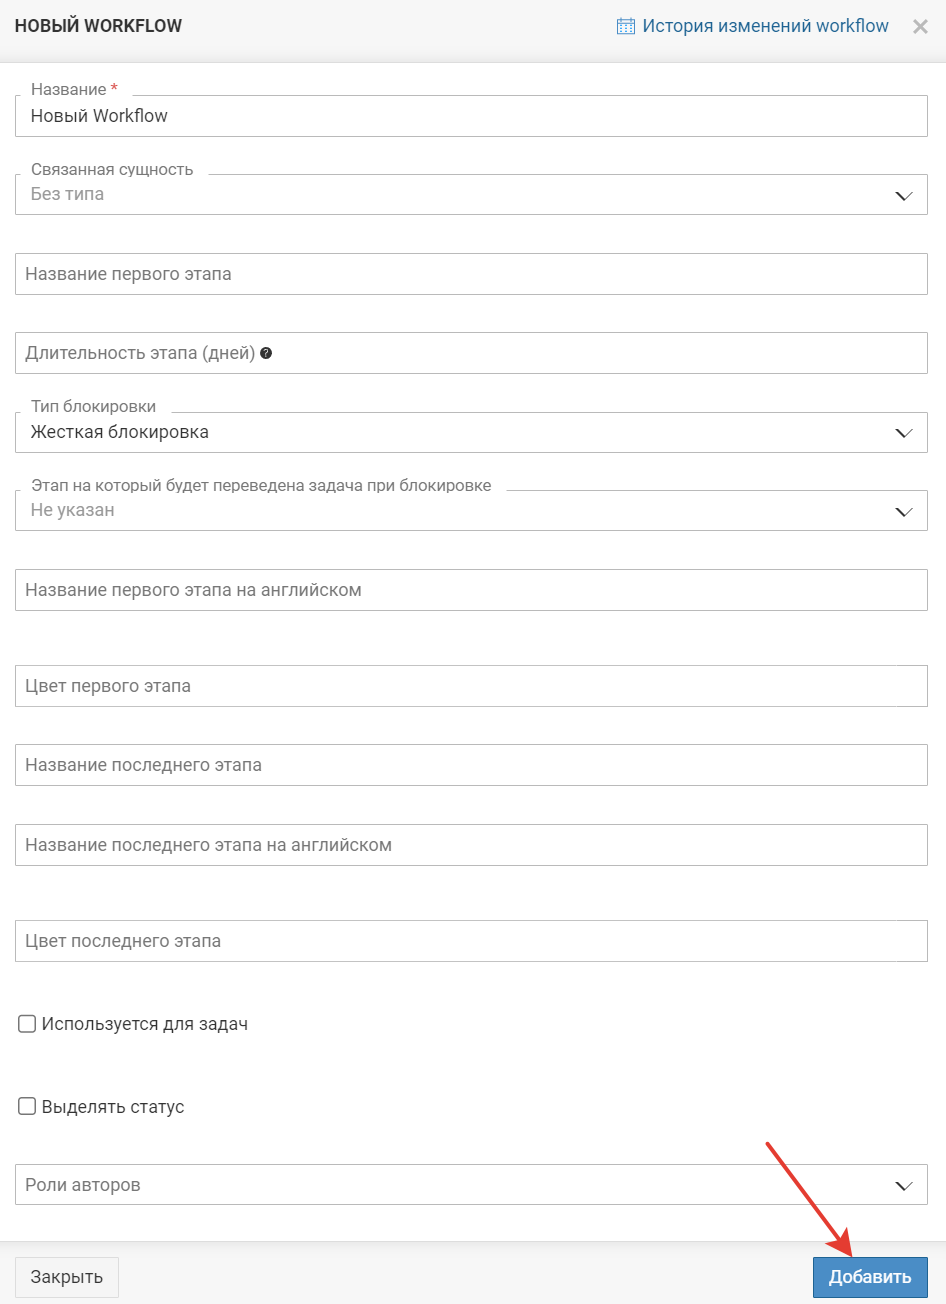 НОВЫЙ WORKFLOW
История изменений workflow
Название *
Новый Workflow
Связанная сущность
Без типа
Название первого этапа
Длительность этапа (дней) ?
Тип блокировки
Жесткая блокировка
Этап на который будет переведена задача при блокировке
Не указан
Название первого этапа на английском
Цвет первого этапа
Название последнего этапа
Название последнего этапа на английском
Цвет последнего этапа
Используется для задач
Выделять статус
Роли авторов
Закрыть
Добавить